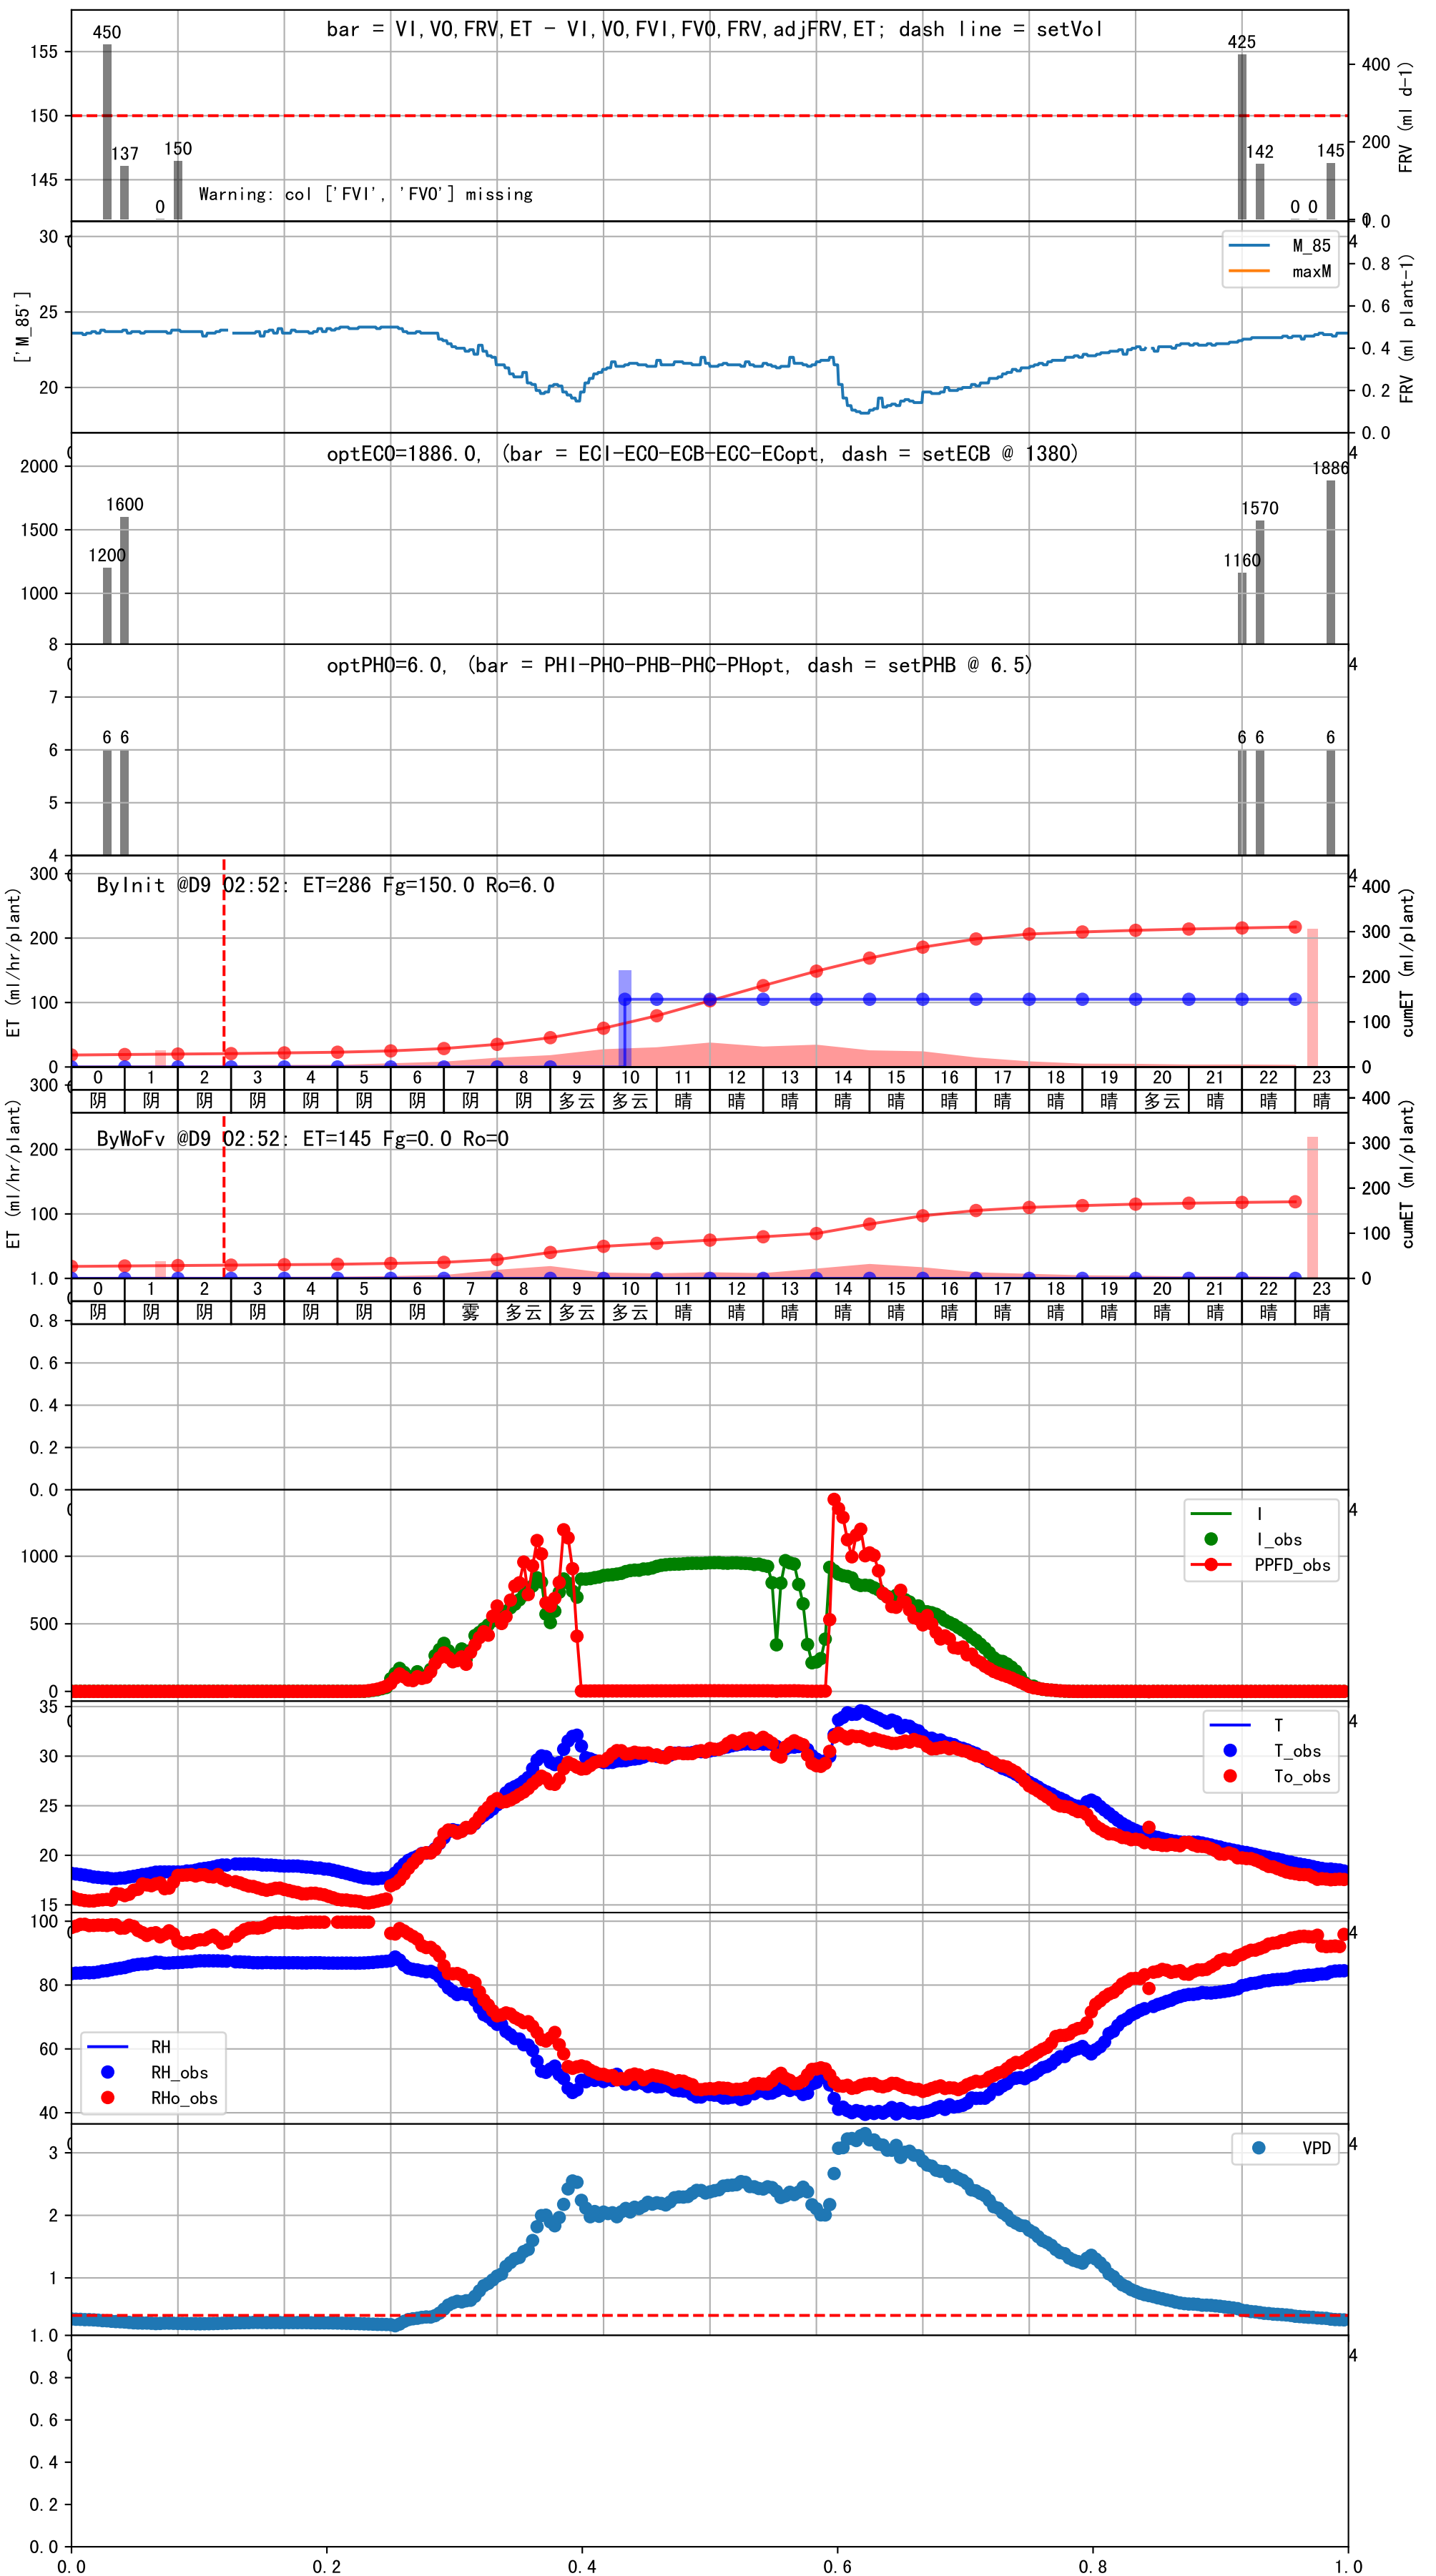 bar = VI,VO,FRV,ET - VI,VO,FVI,FVO,FRV,adjFRV,ET; dash line = setVol
450
137
0
150
425
142
0 0
145
Warning: col ['FVI', 'FVO'] missing
155
150
145
400
200
0
FRV (ml d-1)
30
25
20
['M_85']
M_85
maxM
1.0
0.8
0.6
0.4
0.2
0.0
FRV (ml plant-1)
optECO=1886.0, (bar = ECI-ECO-ECB-ECC-ECopt, dash = setECB @ 1380)
2000
1500
1000
1200
1600
1160
1570
1886
optPHO=6.0, (bar = PHI-PHO-PHB-PHC-PHopt, dash = setPHB @ 6.5)
8
7
6
5
4
6 6
6 6
6
ByInit @D9 02:52: ET=286 Fg=150.0 Ro=6.0
300
200
100
0
ET (ml/hr/plant)
400
300
200
100
0
cumET (ml/plant)
0 1 2 3 4 5 6 7 8 9 10 11 12 13 14 15 16 17 18 19 20 21 22 23
阴 阴 阴 阴 阴 阴 阴 阴 阴 多云 多云 晴 晴 晴 晴 晴 晴 晴 晴 晴 多云 晴 晴 晴
ByWoFv @D9 02:52: ET=145 Fg=0.0 Ro=0
300
200
100
ET (ml/hr/plant)
400
300
200
100
0
cumET (ml/plant)
0 1 2 3 4 5 6 7 8 9 10 11 12 13 14 15 16 17 18 19 20 21 22 23
阴 阴 阴 阴 阴 阴 阴 雾 多云 多云 多云 晴 晴 晴 晴 晴 晴 晴 晴 晴 晴 晴 晴 晴
1.0
0.8
0.6
0.4
0.2
0.0
1000
500
0
I
I_obs
PPFD_obs
35
30
25
20
15
T
T_obs
To_obs
100
80
60
40
RH
RH_obs
RHo_obs
3
2
1
VPD
1.0
0.8
0.6
0.4
0.2
0.0
0.0 0.2 0.4 0.6 0.8 1.0